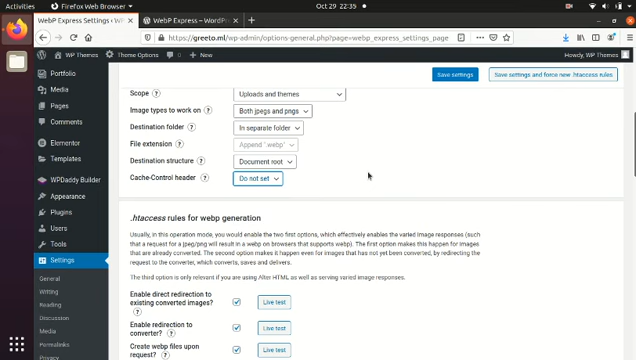 Activities
Firefox Web Browser
Oct 29 22:35
WebP Express Settings
WebP Express – WordPr
https://greeto.ml/wp-admin/options-general.php?page=webp_express_settings_page
WP Themes
Theme Options
0
+ New
Howdy, WP Themes
Save settings
Save settings and force new .htaccess rules
Portfolio
Media
Pages
Comments
Elementor
Templates
WPDaddy Builder
Appearance
Plugins
Users
Tools
Settings
General
Writing
Reading
Discussion
Media
Permalinks
Privacy
Scope
Uploads and themes
Image types to work on
Both jpegs and pngs
Destination folder
In separate folder
File extension
Append '.webp'
Destination structure
Document root
Cache-Control header
Do not set
.htaccess rules for webp generation
Usually, in this operation mode, you would enable the two first options, which effectively enables the varied image responses (such
that a request for a jpeg/png will result in a webp on browsers that supports webp). The first option makes this happen for images
that are already converted. The second option makes it happen even for images that has not yet been converted, by redirecting the
request to the converter, which converts, saves and delivers.
The third option is only relevant if you are using Alter HTML as well as serving varied image responses.
Enable direct redirection to
existing converted images?
Live test
Enable redirection to
converter?
Live test
Create webp files upon
request?
Live test